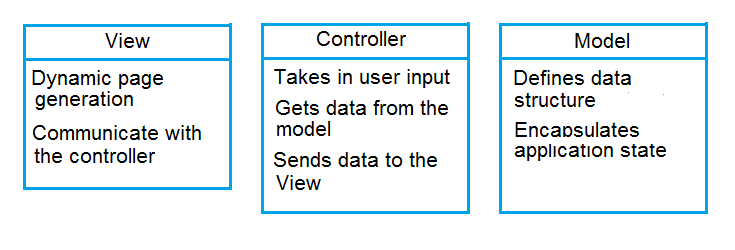 View
Dynamic page
generation
Communicate with
the controller
Controller
Takes in user input
Gets data from the
model
Sends data to the
View
Model
Defines data
structure
Encapsulates
application state